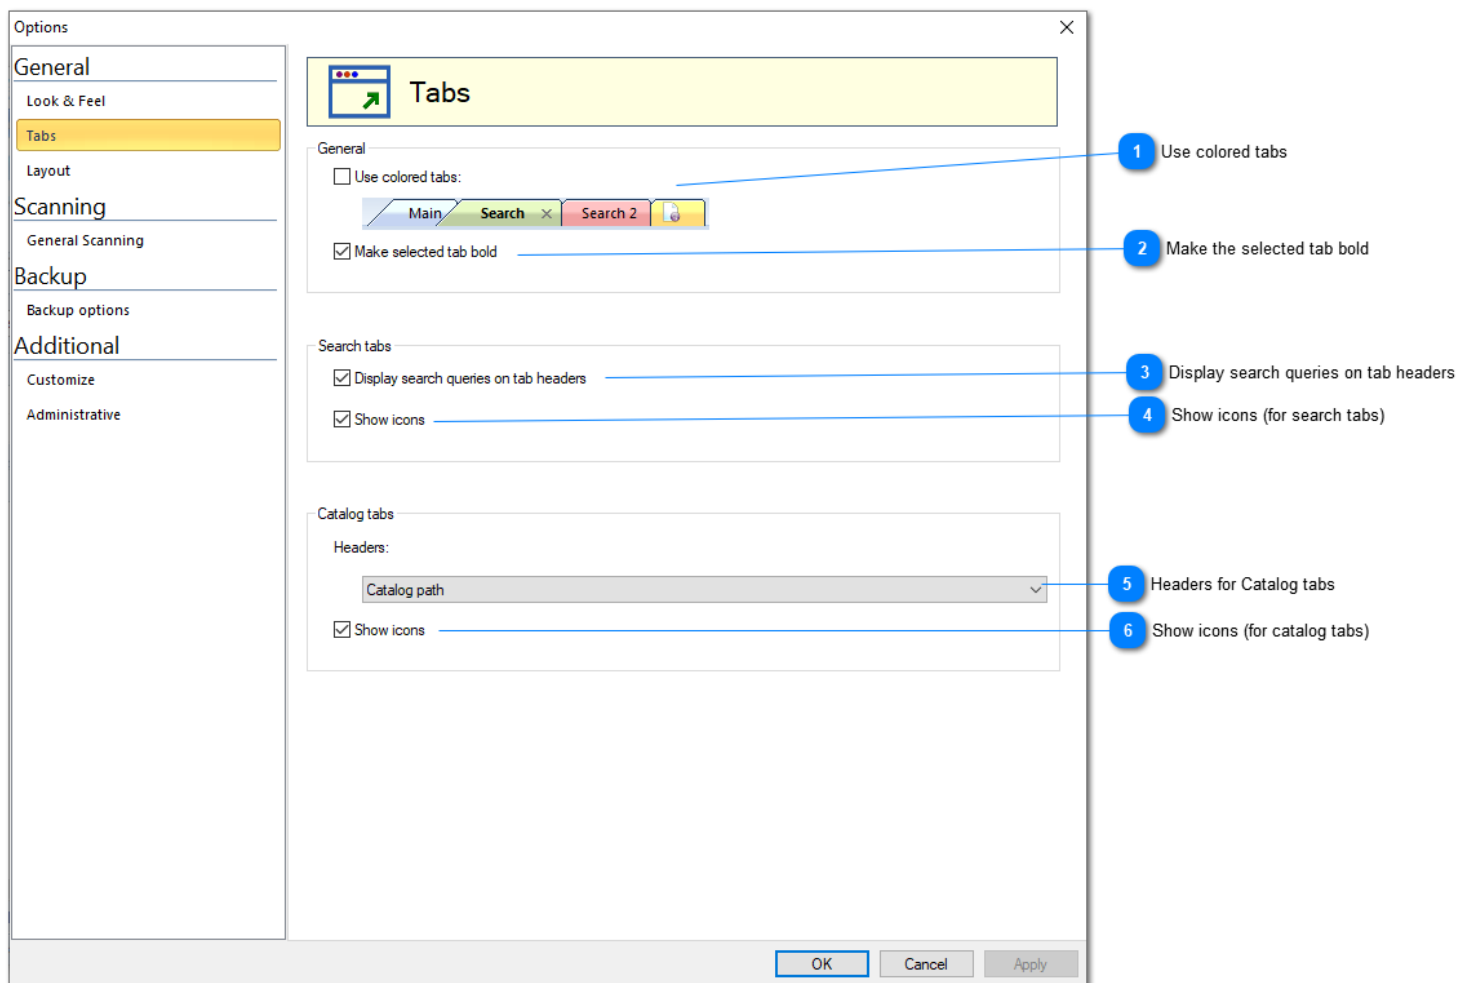 Options
General
Look & Feel
Tabs
Layout
Scanning
General Scanning
Backup
Backup options
Additional
Customize
Administrative
Tabs
General
Use colored tabs:
Main Search Search 2
Make selected tab bold
Search tabs
Display search queries on tab headers
Show icons
Catalog tabs
Headers:
Catalog path
Show icons
OK Cancel Apply
1 Use colored tabs
2 Make the selected tab bold
3 Display search queries on tab headers
4 Show icons (for search tabs)
5 Headers for Catalog tabs
6 Show icons (for catalog tabs)